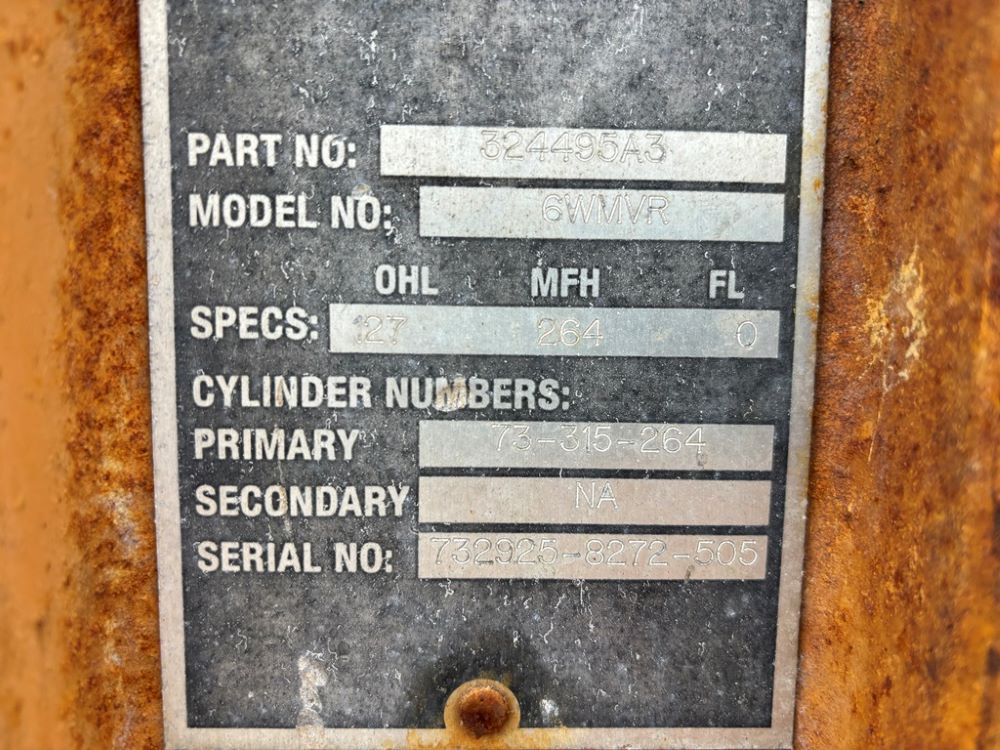 PART NO: 324495A3
MODEL NO: 6WMVR
OHL MFH FL
SPECS: 127 264 0
CYLINDER NUMBERS:
PRIMARY 73-315-264
SECONDARY NA
SERIAL NO: 732925-8272-505